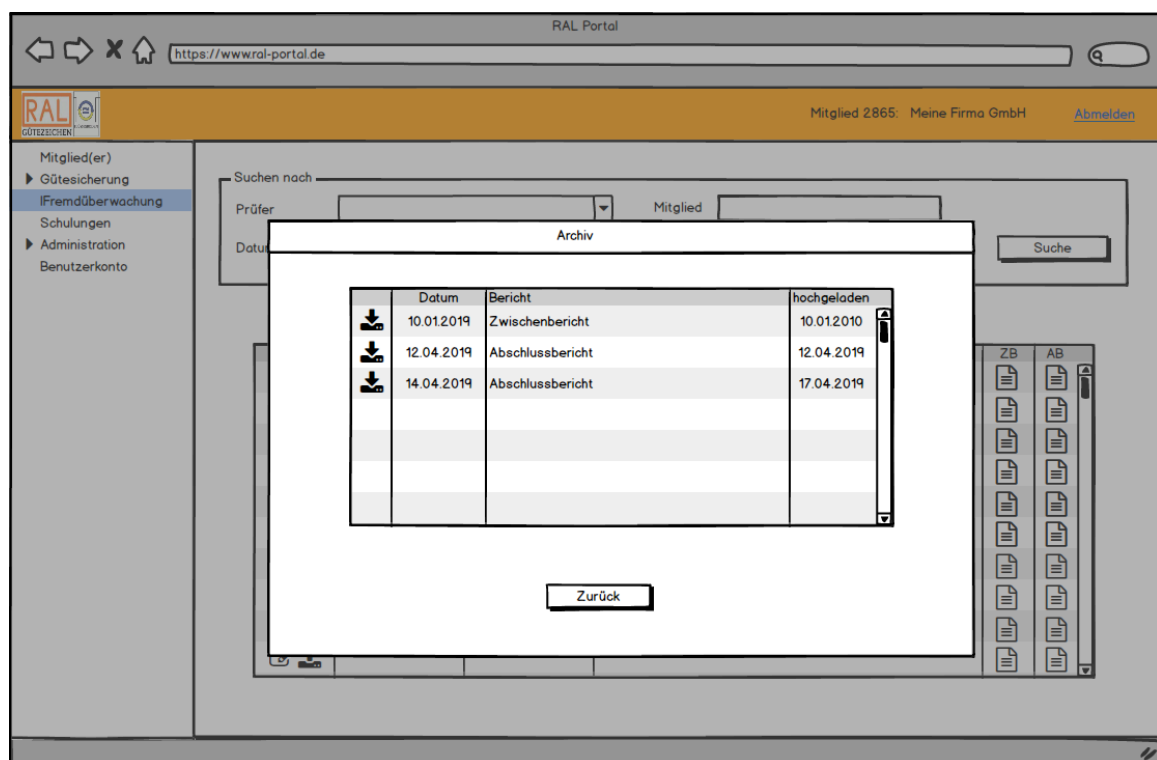 RAL Portal
https://www.ral-portal.de
RAL
GÜTEZEICHEN
Mitglied 2865: Meine Firma GmbH Abmelden
Mitglied(er)
Gütesicherung
IFremdüberwachung
Schulungen
Administration
Benutzerkonto
Suchen nach
Prüfer Mitglied
Suche
Archiv
Datum Bericht hochgeladen
10.01.2019 Zwischenbericht 10.01.2010
12.04.2019 Abschlussbericht 12.04.2019
14.04.2019 Abschlussbericht 17.04.2019
ZB AB
Zurück